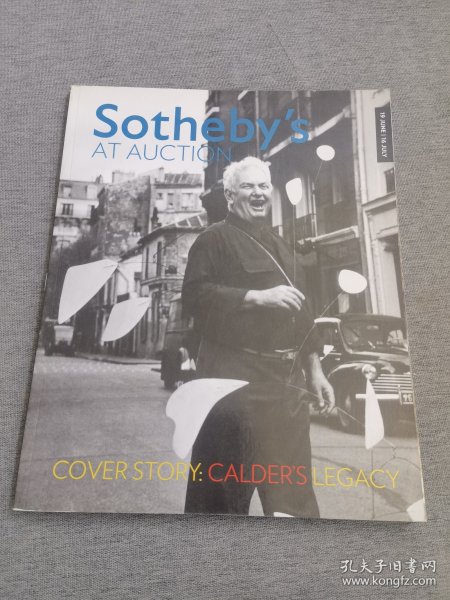 Sotheby's
AT AUCTION
19 JUNE | 16 JULY
COVER STORY: CALDER'S LEGACY
孔夫子旧书网
www.kongfz.com